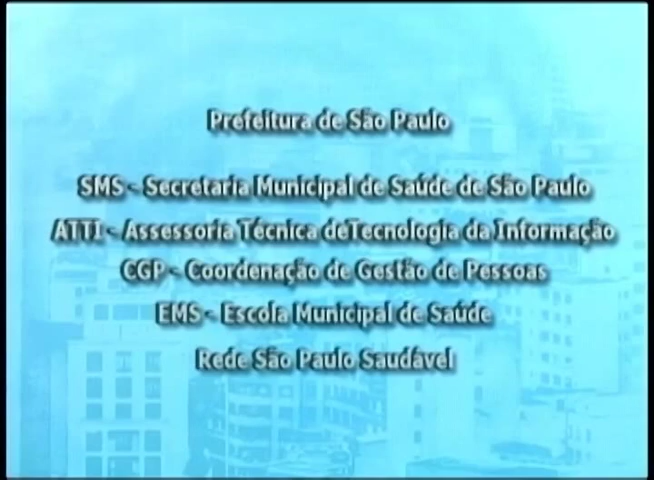 Prefeitura de São Paulo
SMS - Secretaria Municipal de Saúde de São Paulo
ATTI - Assessoria Técnica deTecnologia da Informação
CGP - Coordenação de Gestão de Pessoas
EMS - Escola Municipal de Saúde
Rede São Paulo Saudável